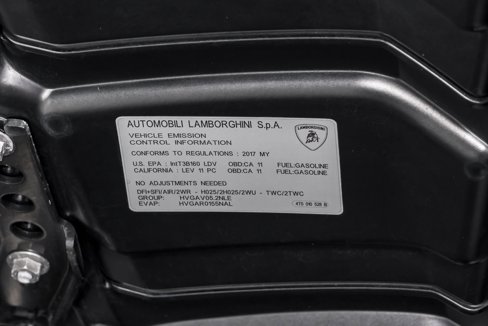 AUTOMOBILI LAMBORGHINI S.p.A.
LAMBORGHINI
VEHICLE EMISSION
CONTROL INFORMATION
CONFORMS TO REGULATIONS : 2017 MY
U.S. EPA : IntT3B160 LDV OBD:CA 11 FUEL:GASOLINE
CALIFORNIA : LEV 11 PC OBD:CA 11 FUEL:GASOLINE
NO ADJUSTMENTS NEEDED
DFI+SFI/AIR/2WR - HO2S/2HO2S/2WU - TWC/2TWC
GROUP: HVGAV05.2NLE
EVAP: HVGAR0155NAL